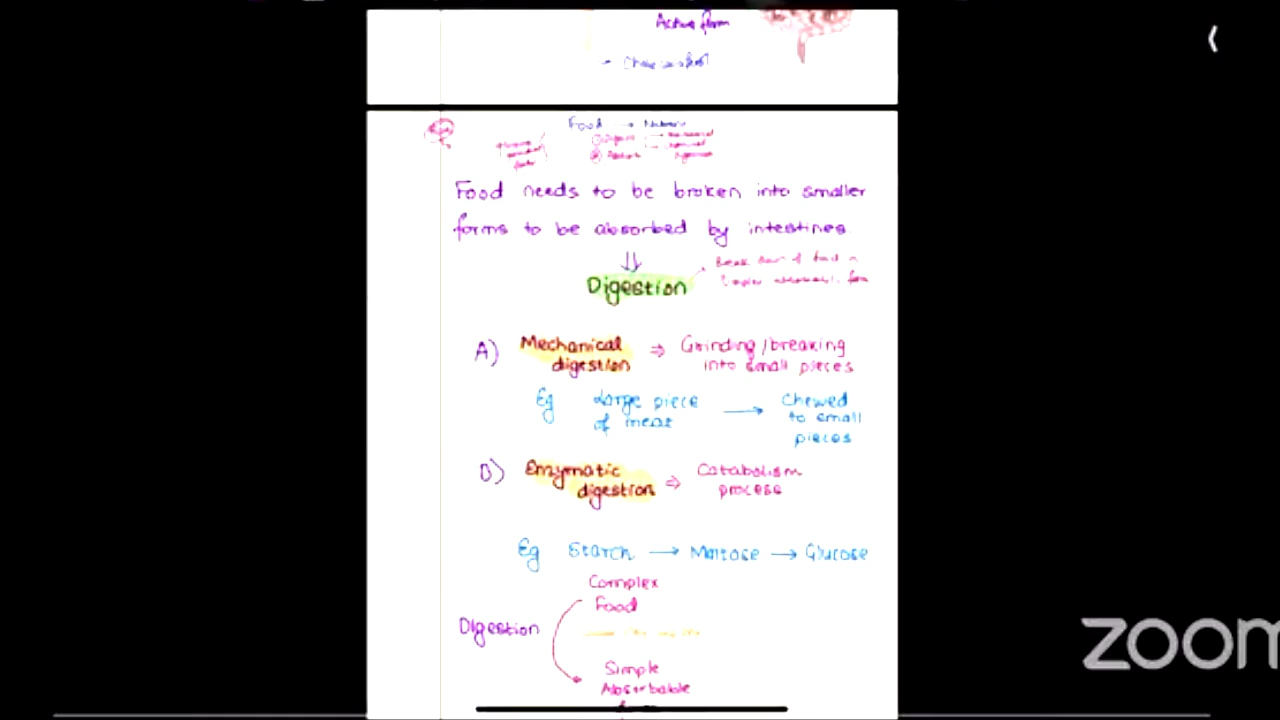 Active form
Food → 
Food needs to be broken into smaller
forms to be absorbed by intestines
⇓
Digestion
A) Mechanical digestion ⇒ Grinding/breaking into small pieces
Eg Large piece of meat → Chewed to small pieces
B) Enzymatic digestion ⇒ Catabolism process
Eg Starch → Maltose → Glucose
Complex
Food
Digestion
Simple
Absorbable
zoom